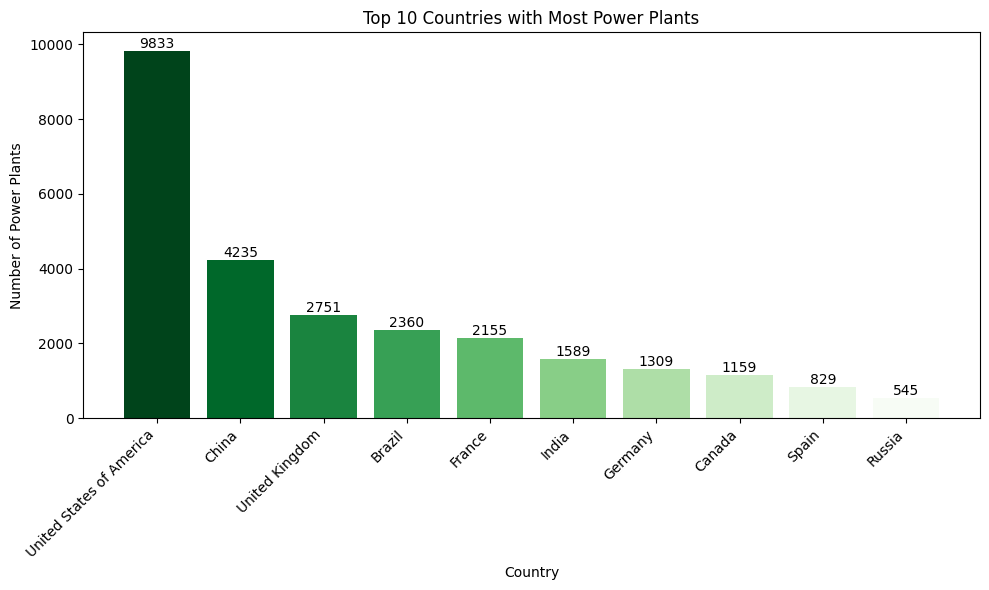 Top 10 Countries with Most Power Plants
Number of Power Plants
10000
8000
6000
4000
2000
0
9833
4235
2751
2360
2155
1589
1309
1159
829
545
United States of America
China
United Kingdom
Brazil
France
India
Germany
Canada
Spain
Russia
Country